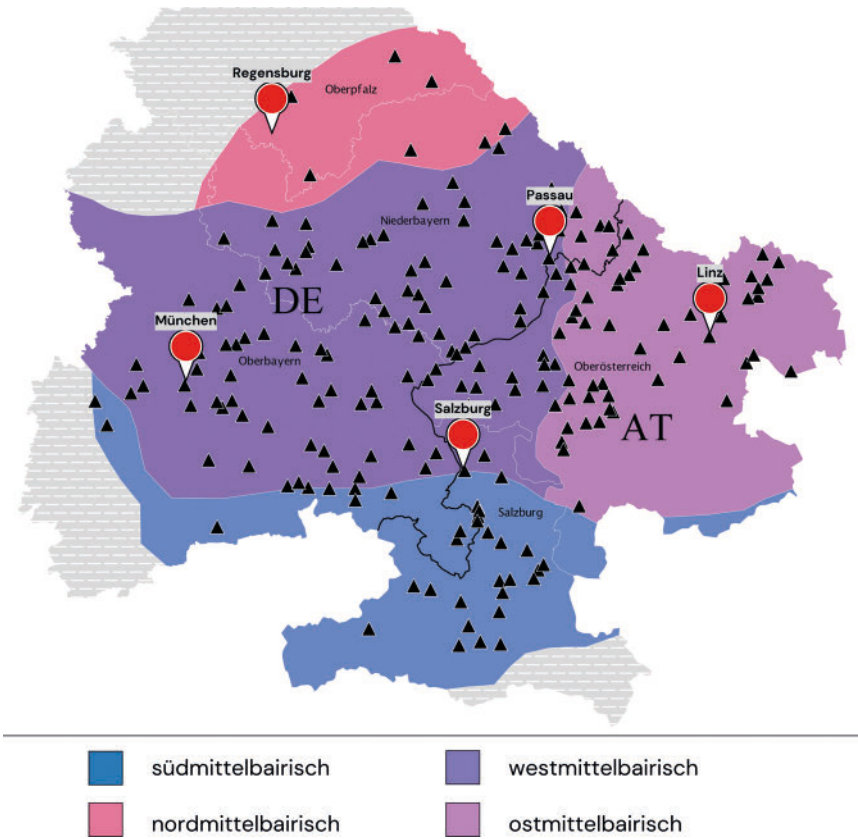 Regensburg
Oberpfalz
Passau
Niederbayern
Linz
DE
München
Oberbayern
Oberösterreich
Salzburg
AT
Salzburg
südmittelbairisch
westmittelbairisch
nordmittelbairisch
ostmittelbairisch